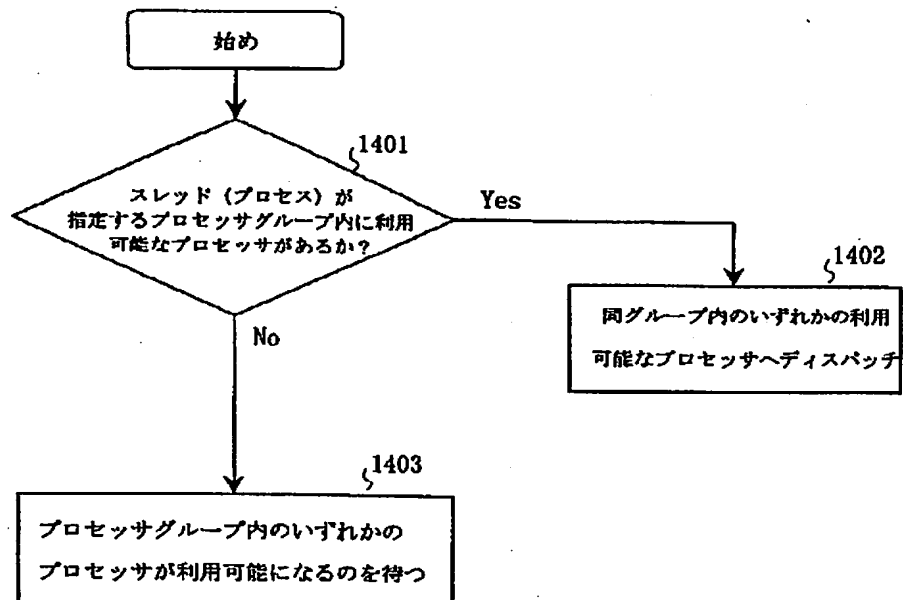 始め
1401
スレッド（プロセス）が
指定するプロセッサグループ内に利用
可能なプロセッサがあるか？
Yes
1402
同グループ内のいずれかの利用
可能なプロセッサへディスパッチ
No
1403
プロセッサグループ内のいずれかの
プロセッサが利用可能になるのを待つ